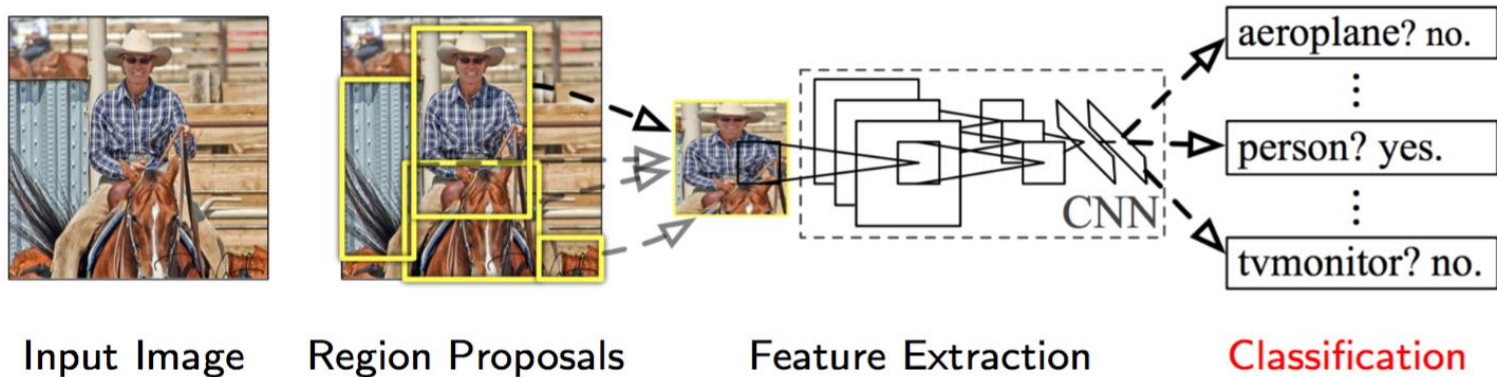 aeroplane? no.
⋮
person? yes.
⋮
tvmonitor? no.
CNN
Input Image
Region Proposals
Feature Extraction
Classification